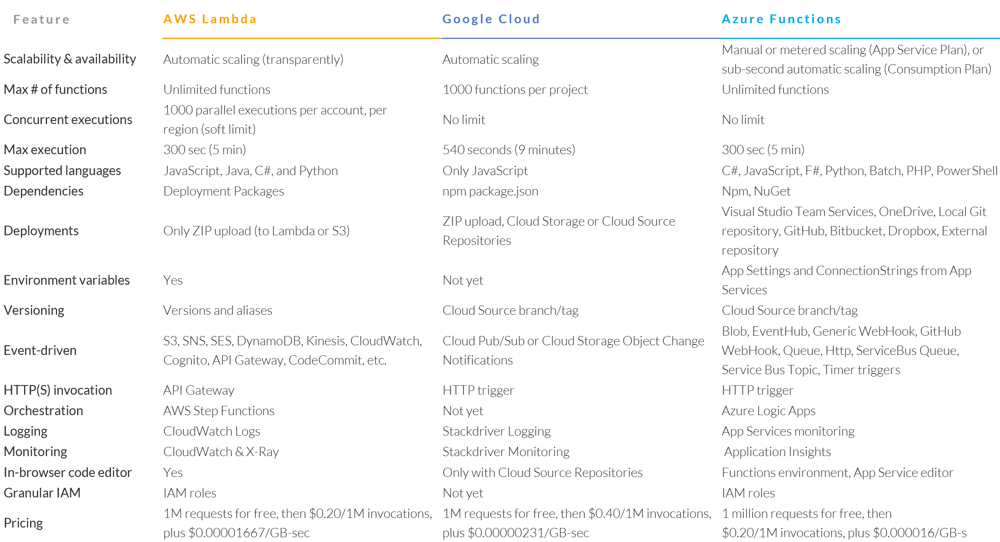 Feature AWS Lambda Google Cloud Azure Functions
Scalability & availability Automatic scaling (transparently) Automatic scaling Manual or metered scaling (App Service Plan), or
sub-second automatic scaling (Consumption Plan)
Max # of functions Unlimited functions 1000 functions per project Unlimited functions
Concurrent executions 1000 parallel executions per account, per
region (soft limit) No limit No limit
Max execution 300 sec (5 min) 540 seconds (9 minutes) 300 sec (5 min)
Supported languages JavaScript, Java, C#, and Python Only JavaScript C#, JavaScript, F#, Python, Batch, PHP, PowerShell
Dependencies Deployment Packages npm package.json Npm, NuGet
Deployments Only ZIP upload (to Lambda or S3) ZIP upload, Cloud Storage or Cloud Source
Repositories Visual Studio Team Services, OneDrive, Local Git
repository, GitHub, Bitbucket, Dropbox, External
repository
Environment variables Yes Not yet App Settings and ConnectionStrings from App
Services
Versioning Versions and aliases Cloud Source branch/tag Cloud Source branch/tag
Event-driven S3, SNS, SES, DynamoDB, Kinesis, CloudWatch,
Cognito, API Gateway, CodeCommit, etc. Cloud Pub/Sub or Cloud Storage Object Change
Notifications Blob, EventHub, Generic WebHook, GitHub
WebHook, Queue, Http, ServiceBus Queue,
Service Bus Topic, Timer triggers
HTTP(S) invocation API Gateway HTTP trigger HTTP trigger
Orchestration AWS Step Functions Not yet Azure Logic Apps
Logging CloudWatch Logs Stackdriver Logging App Services monitoring
Monitoring CloudWatch & X-Ray Stackdriver Monitoring Application Insights
In-browser code editor Yes Only with Cloud Source Repositories Functions environment, App Service editor
Granular IAM IAM roles Not yet IAM roles
Pricing 1M requests for free, then $0.20/1M invocations,
plus $0.00001667/GB-sec 1M requests for free, then $0.40/1M invocations,
plus $0.00000231/GB-sec 1 million requests for free, then
$0.20/1M invocations, plus $0.000016/GB-s